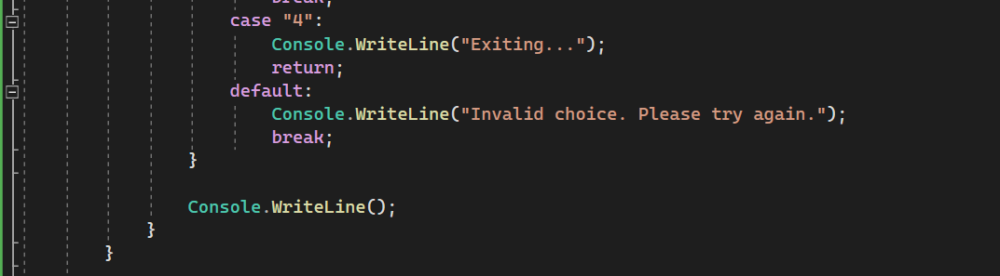 break;
case "4":
Console.WriteLine("Exiting...");
return;
default:
Console.WriteLine("Invalid choice. Please try again.");
break;
}
Console.WriteLine();
}
}